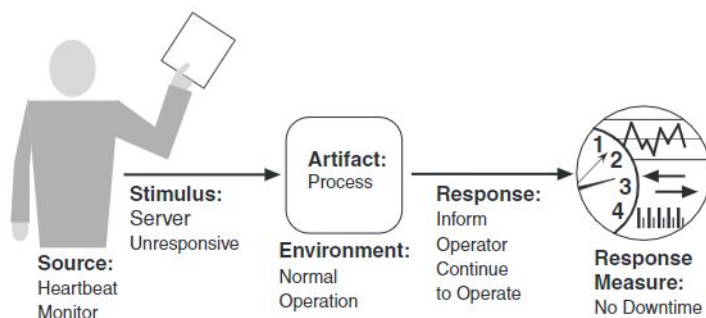 Source:
Heartbeat
Monitor
Stimulus:
Server
Unresponsive
Artifact:
Process
Environment:
Normal
Operation
Response:
Inform
Operator
Continue
to Operate
1
2
3
4
Response
Measure:
No Downtime